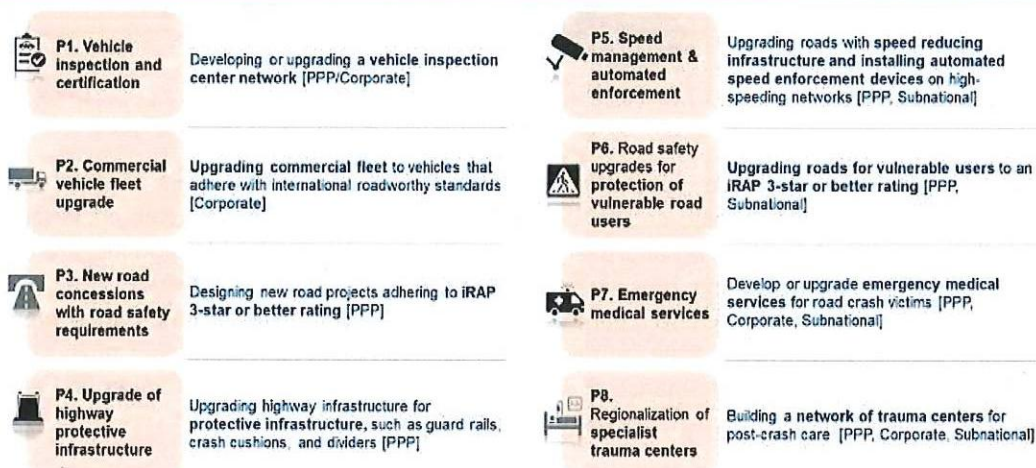 P1. Vehicle
inspection and
certification
Developing or upgrading a vehicle inspection
center network [PPP/Corporate]
P2. Commercial
vehicle fleet
upgrade
Upgrading commercial fleet to vehicles that
adhere with international roadworthy standards
[Corporate]
P3. New road
concessions
with road safety
requirements
Designing new road projects adhering to iRAP
3-star or better rating [PPP]
P4. Upgrade of
highway
protective
infrastructure
Upgrading highway infrastructure for
protective infrastructure, such as guard rails,
crash cushions, and dividers [PPP]
P5. Speed
management &
automated
enforcement
Upgrading roads with speed reducing
infrastructure and installing automated
speed enforcement devices on high-
speeding networks [PPP, Subnational]
P6. Road safety
upgrades for
protection of
vulnerable road
users
Upgrading roads for vulnerable users to an
iRAP 3-star or better rating [PPP,
Subnational]
P7. Emergency
medical services
Develop or upgrade emergency medical
services for road crash victims [PPP,
Corporate, Subnational]
P8.
Regionalization of
specialist
trauma centers
Building a network of trauma centers for
post-crash care [PPP, Corporate, Subnational]